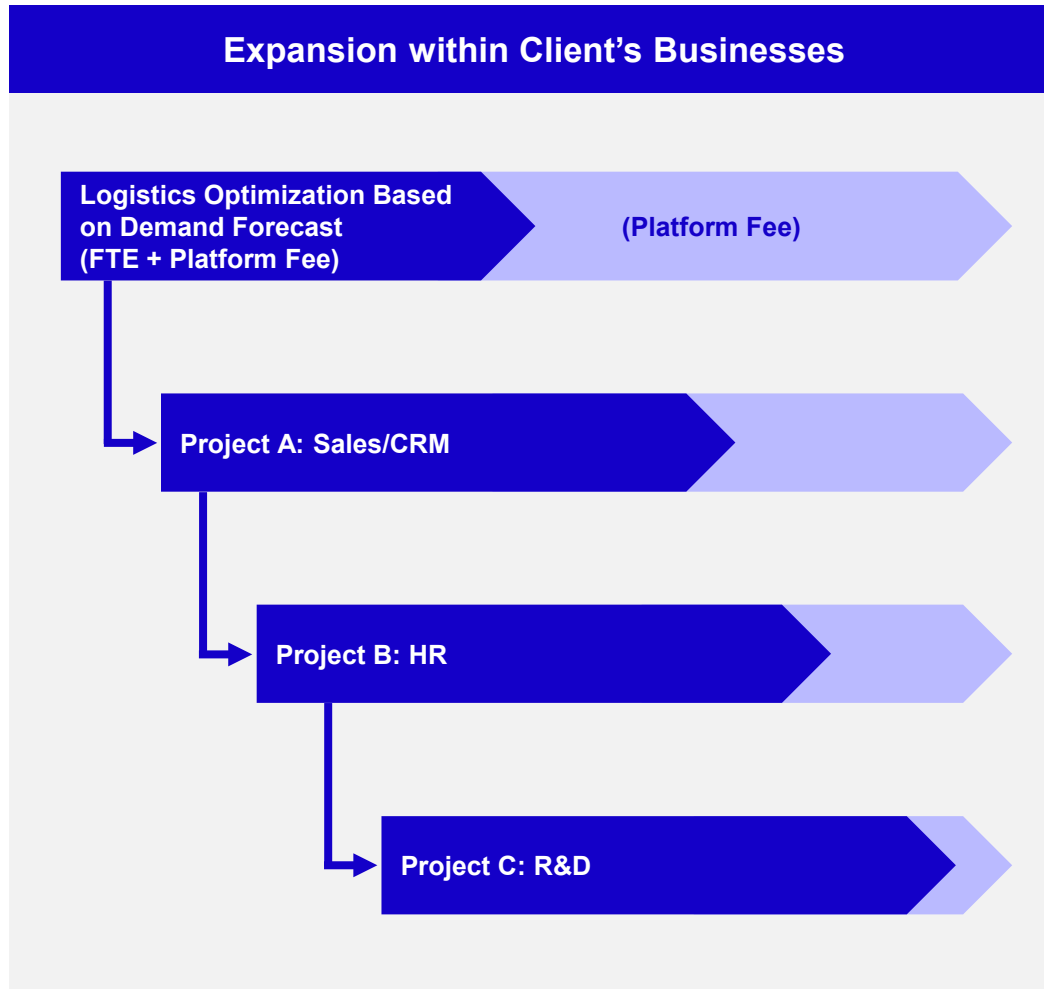 Expansion within Client’s Businesses
Logistics Optimization Based
on Demand Forecast
(FTE + Platform Fee)
(Platform Fee)
Project A: Sales/CRM
Project B: HR
Project C: R&D